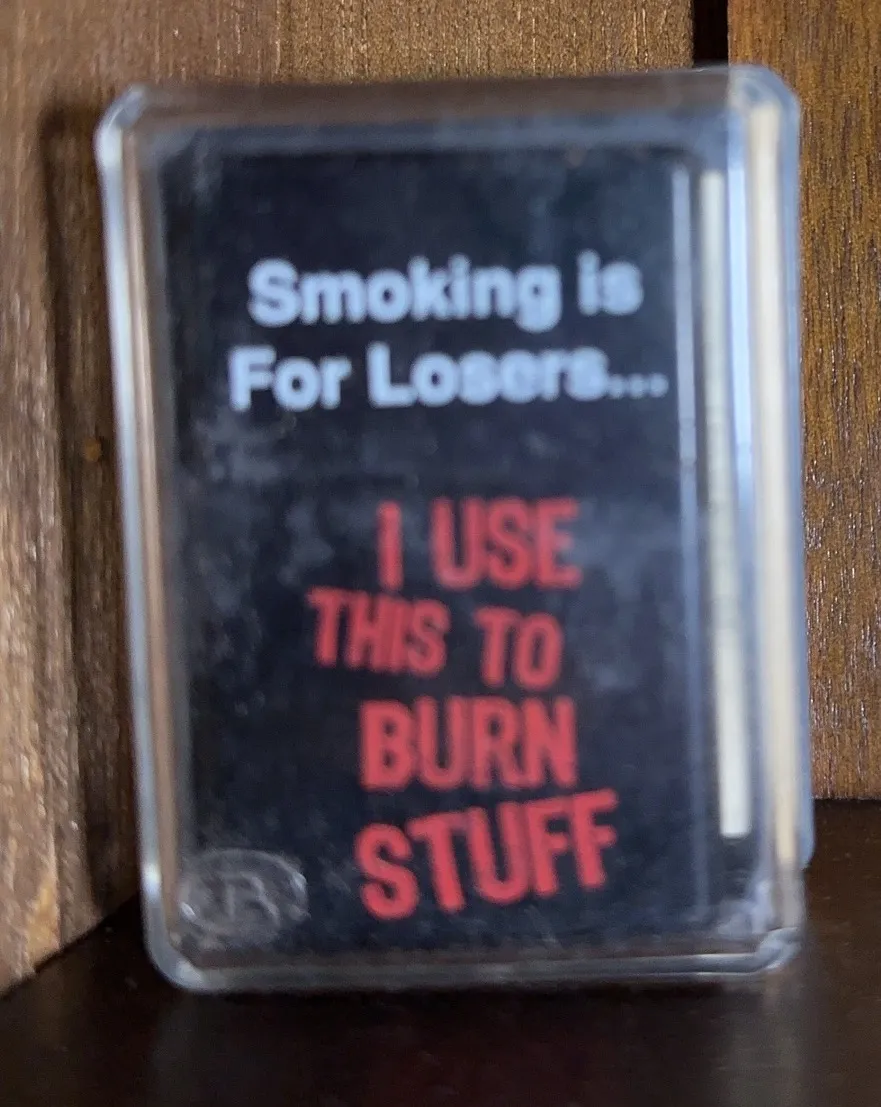 Smoking is
For Losers...
I USE
THIS TO
BURN
STUFF